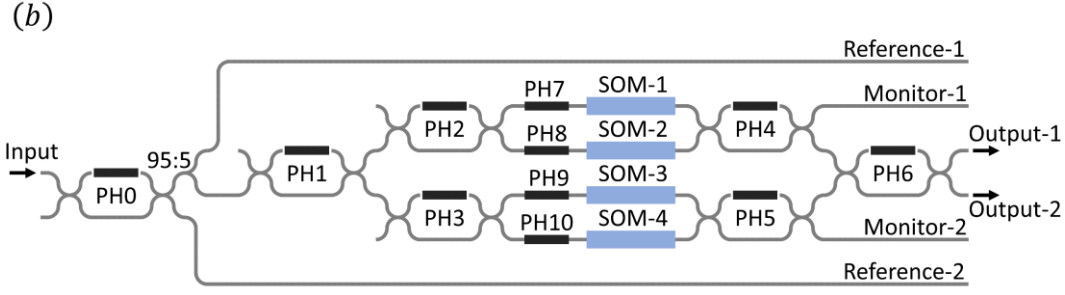 (b)
Reference-1
PH7 SOM-1
Monitor-1
PH2
PH4
PH8 SOM-2
Output-1
Input
95:5
PH0
PH1
PH6
PH9 SOM-3
Output-2
PH3
PH5
PH10 SOM-4
Monitor-2
Reference-2